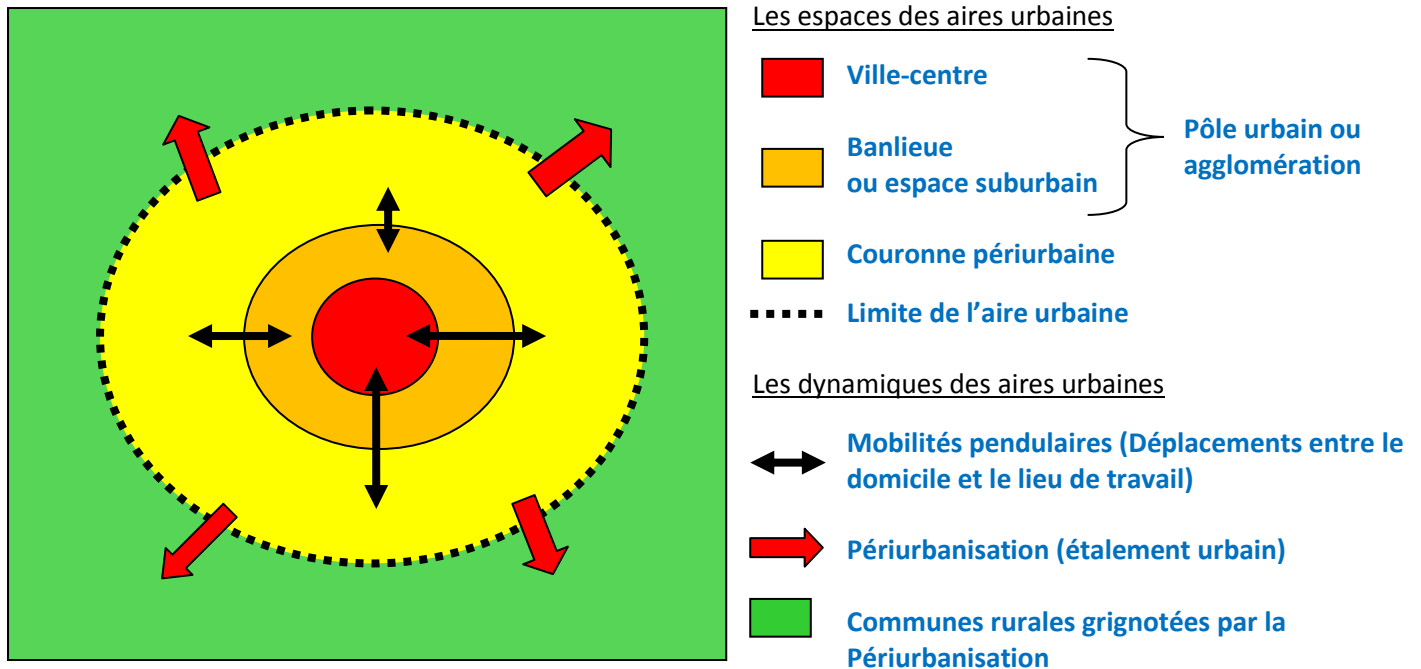 Les espaces des aires urbaines
Ville-centre
Banlieue
ou espace suburbain
Pôle urbain ou
agglomération
Couronne périurbaine
Limite de l’aire urbaine
Les dynamiques des aires urbaines
Mobilités pendulaires (Déplacements entre le
domicile et le lieu de travail)
Périurbanisation (étalement urbain)
Communes rurales grignotées par la
Périurbanisation